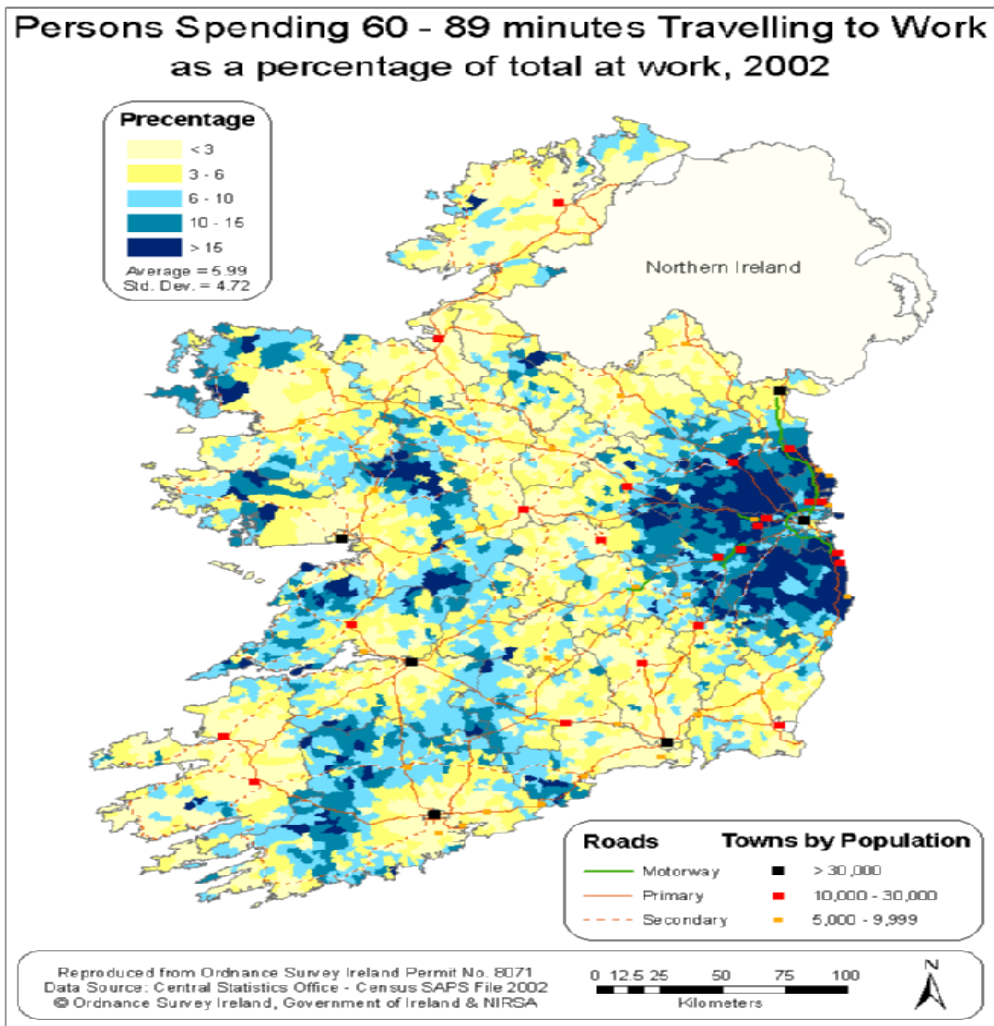 Persons Spending 60 - 89 minutes Travelling to Work
as a percentage of total at work, 2002
Precentage
< 3
3 - 6
6 - 10
10 - 15
> 15
Average = 5.99
Std. Dev. = 4.72
Northern Ireland
Roads
Motorway
Primary
Secondary
Towns by Population
> 30,000
10,000 - 30,000
5,000 - 9,999
Reproduced from Ordnance Survey Ireland Permit No. 8071
Data Source: Central Statistics Office - Census SAPS File 2002
© Ordnance Survey Ireland, Government of Ireland & NIRSA
0 12.5 25 50 75 100
Kilometers
N